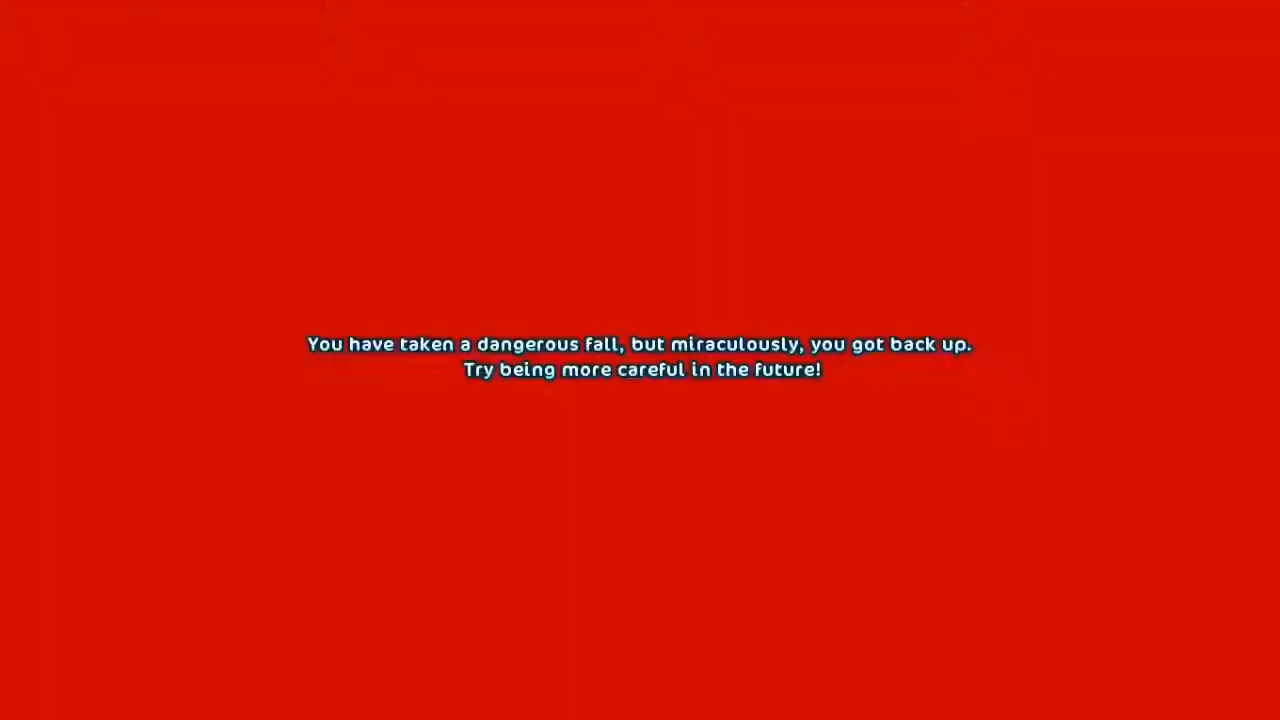 You have taken a dangerous fall, but miraculously, you got back up.
Try being more careful in the future!